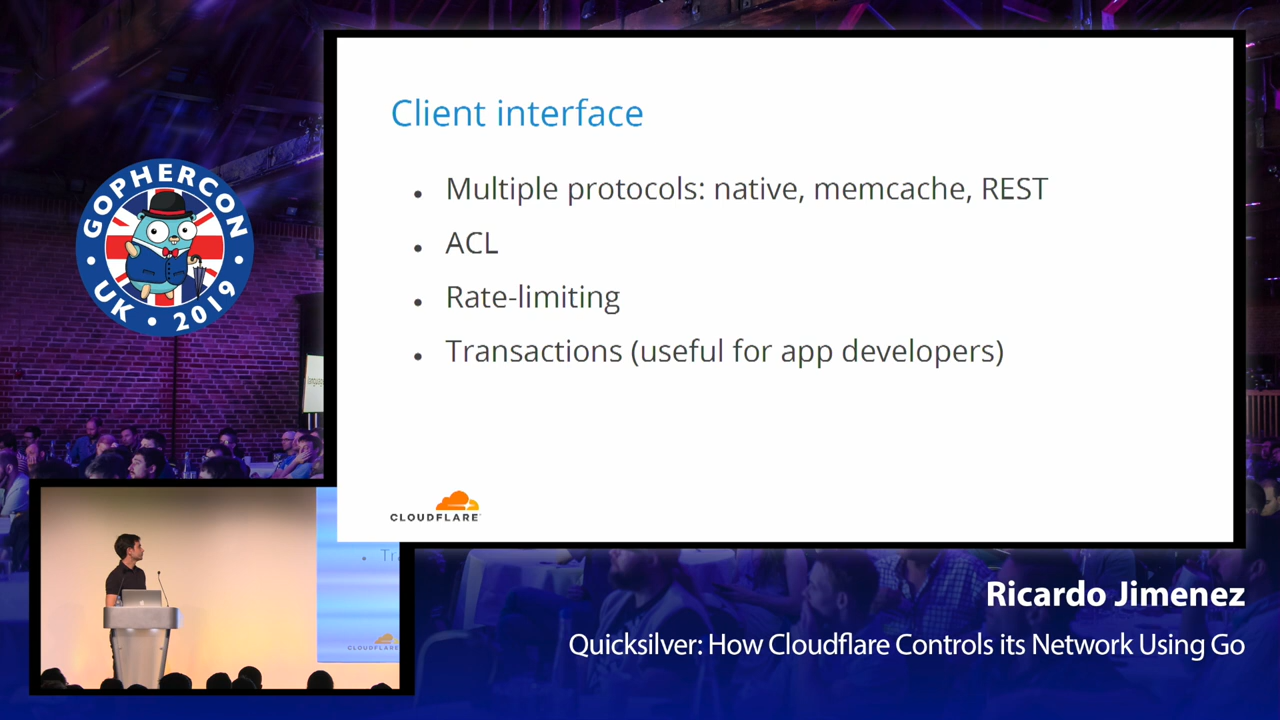 GOPHERCON
UK
2019
Client interface
• Multiple protocols: native, memcache, REST
• ACL
• Rate-limiting
• Transactions (useful for app developers)
CLOUDFLARE
Ricardo Jimenez
Quicksilver: How Cloudflare Controls its Network Using Go